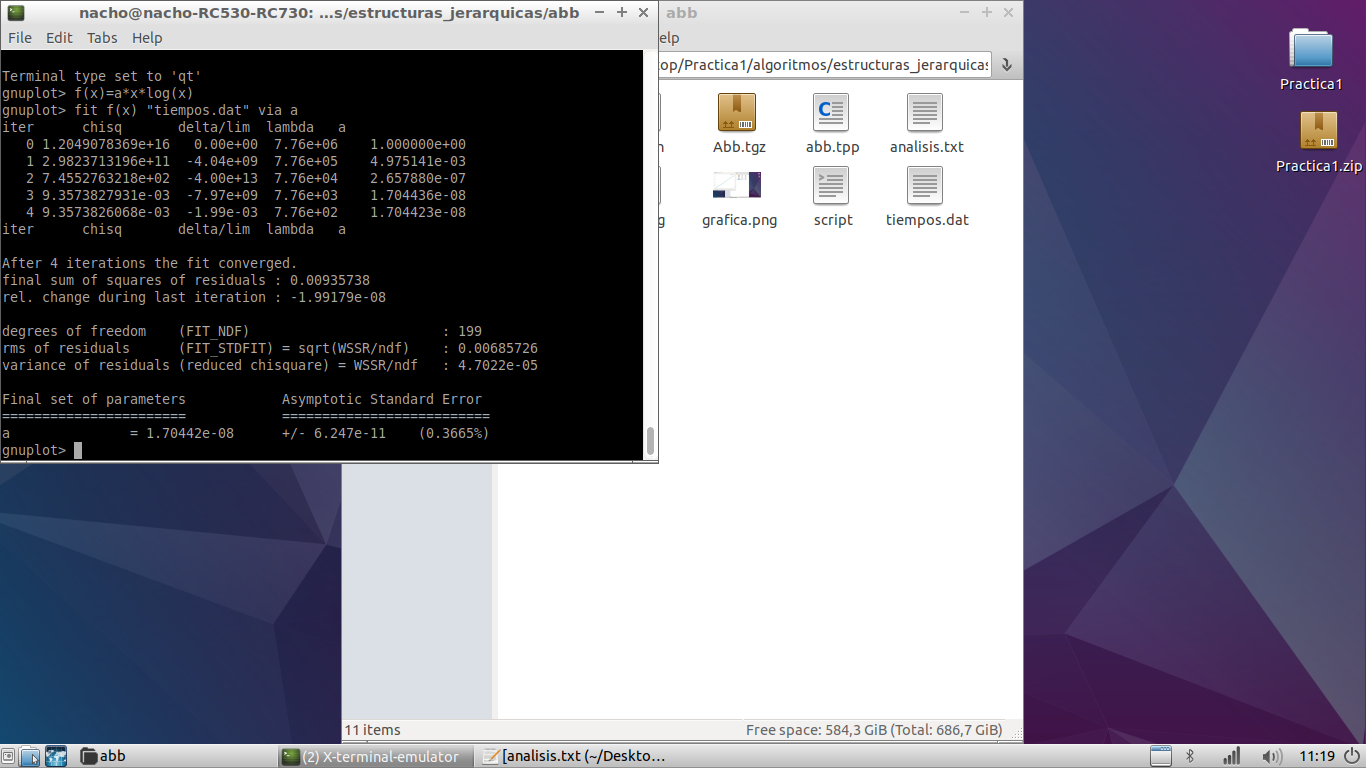 nacho@nacho-RC530-RC730: ...s/estructuras_jerarquicas/abb
File Edit Tabs Help
Terminal type set to 'qt'
gnuplot> f(x)=a*x*log(x)
gnuplot> fit f(x) "tiempos.dat" via a
iter chisq delta/lim lambda a
0 1.2049078369e+16 0.00e+00 7.76e+06 1.000000e+00
1 2.9823713196e+11 -4.04e+09 7.76e+05 4.975141e-03
2 7.4552763218e+02 -4.00e+13 7.76e+04 2.657880e-07
3 9.3573827931e-03 -7.97e+09 7.76e+03 1.704436e-08
4 9.3573826068e-03 -1.99e-03 7.76e+02 1.704423e-08
iter chisq delta/lim lambda a
After 4 iterations the fit converged.
final sum of squares of residuals : 0.00935738
rel. change during last iteration : -1.99179e-08
degrees of freedom (FIT_NDF) : 199
rms of residuals (FIT_STDFIT) = sqrt(WSSR/ndf) : 0.00685726
variance of residuals (reduced chisquare) = WSSR/ndf : 4.7022e-05
Final set of parameters Asymptotic Standard Error
======================= ==========================
a = 1.70442e-08 +/- 6.247e-11 (0.3665%)
gnuplot>
abb
elp
op/Practica1/algoritmos/estructuras_jerarquicas
n Abb.tgz abb.tpp analisis.txt
g grafica.png script tiempos.dat
11 items Free space: 584,3 GiB (Total: 686,7 GiB)
Practica1
Practica1.zip
abb (2) X-terminal-emulator [analisis.txt (~/Deskto... 11:19